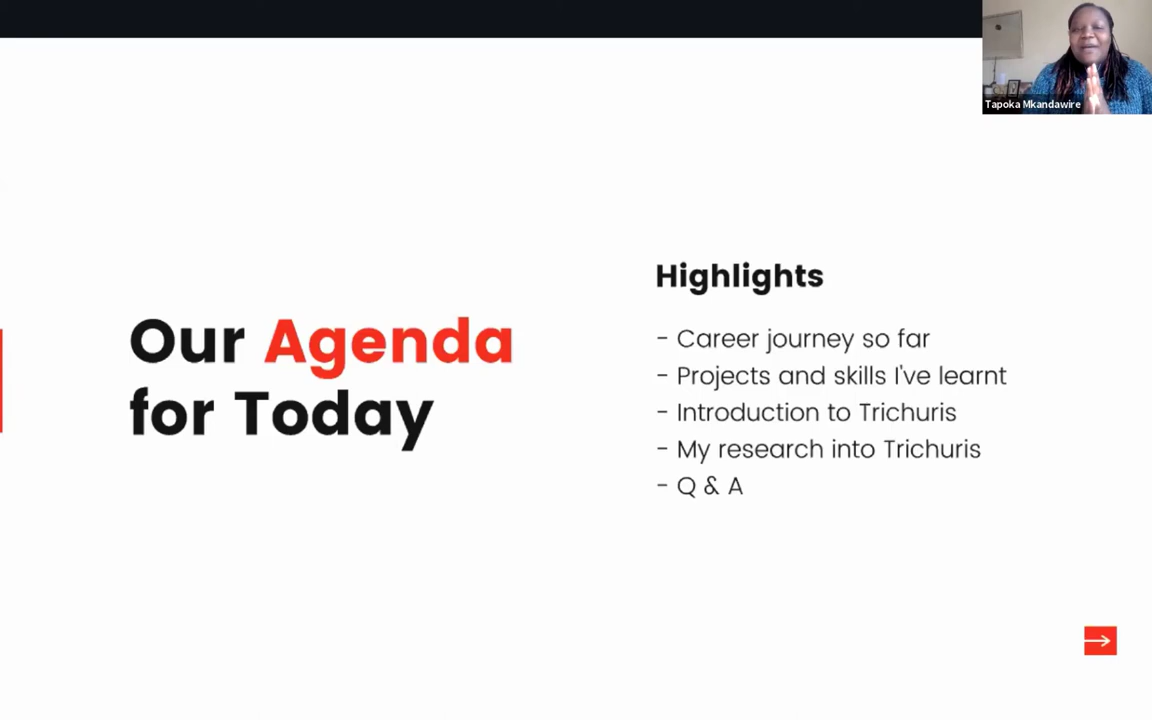 Tapoka Mkandawire
Our Agenda
for Today
Highlights
- Career journey so far
- Projects and skills I've learnt
- Introduction to Trichuris
- My research into Trichuris
- Q & A